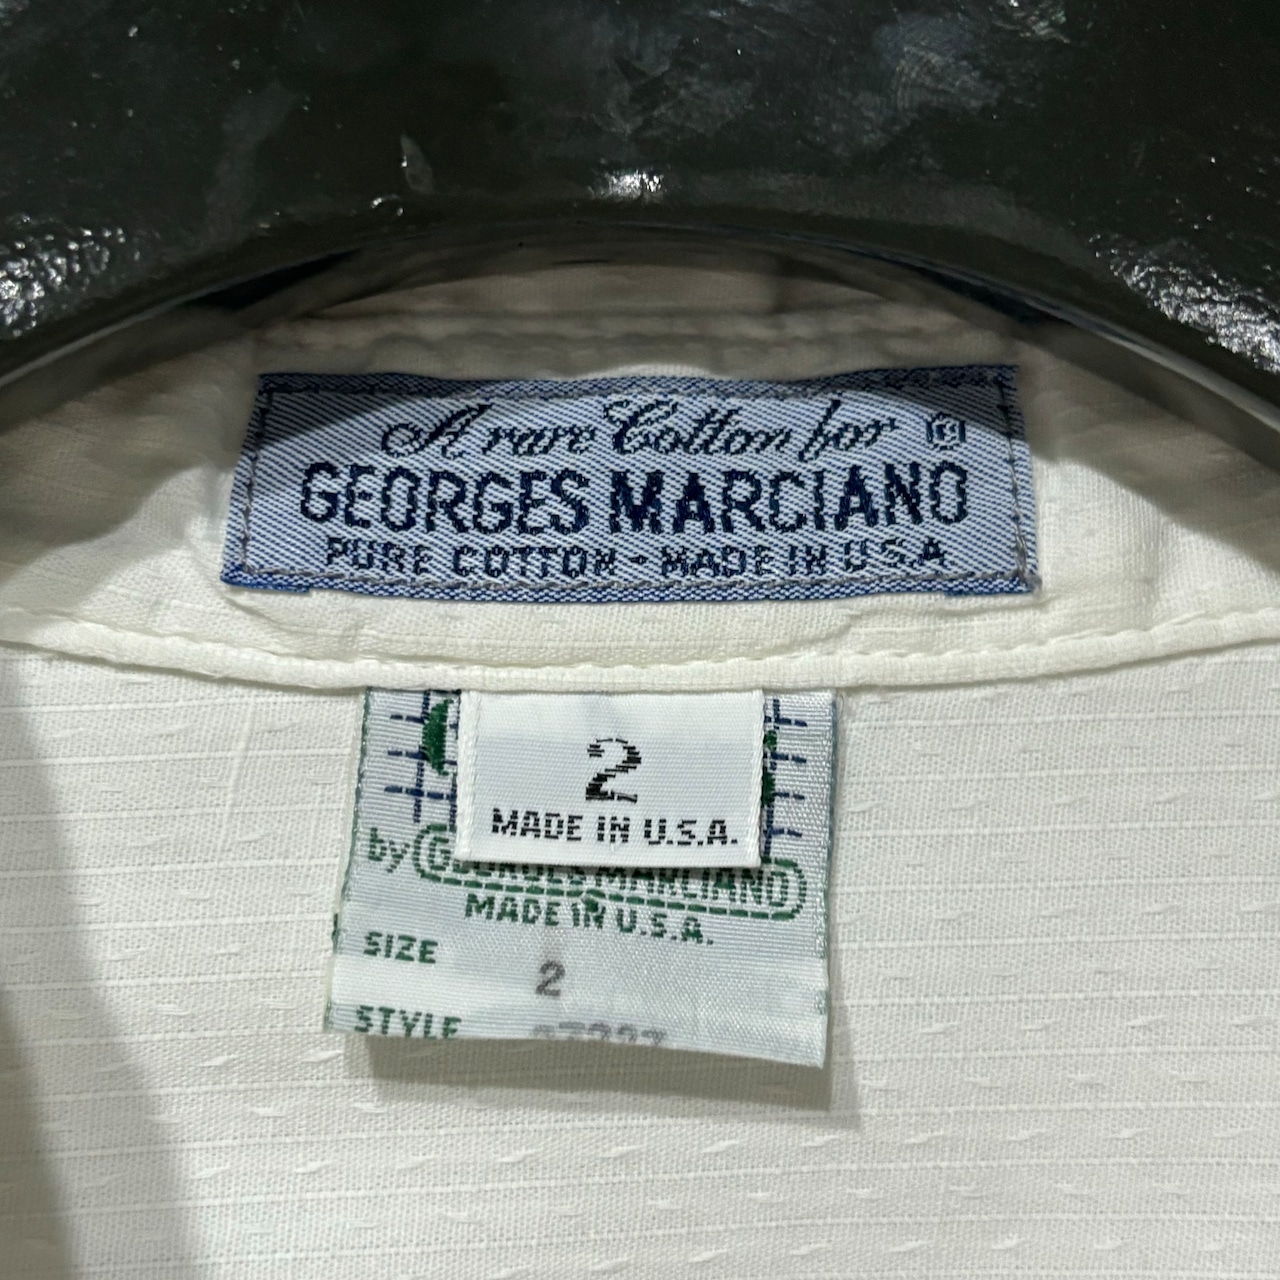 A rare Cotton for ©
GEORGES MARCIANO
PURE COTTON - MADE IN U.S.A
2
MADE IN U.S.A.
by GEORGES MARCIANO
MADE IN U.S.A.
SIZE 2
STYLE